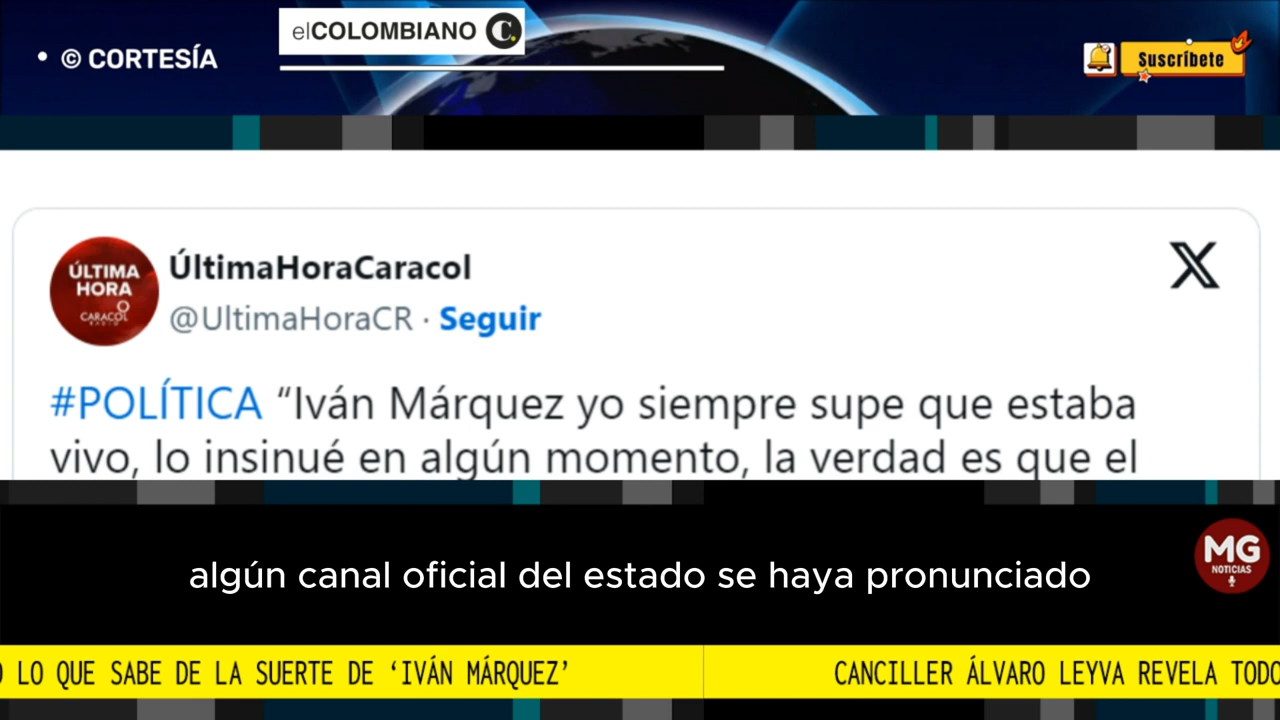 elCOLOMBIANO C.
• © CORTESÍA
Suscríbete
ÚLTIMA
HORA
CARACOL
RADIO
ÚltimaHoraCaracol
@UltimaHoraCR · Seguir
X
#POLÍTICA “Iván Márquez yo siempre supe que estaba
vivo, lo insinué en algún momento, la verdad es que el
algún canal oficial del estado se haya pronunciado
MG
NOTICIAS
O LO QUE SABE DE LA SUERTE DE ‘IVÁN MÁRQUEZ’
CANCILLER ÁLVARO LEYVA REVELA TODO